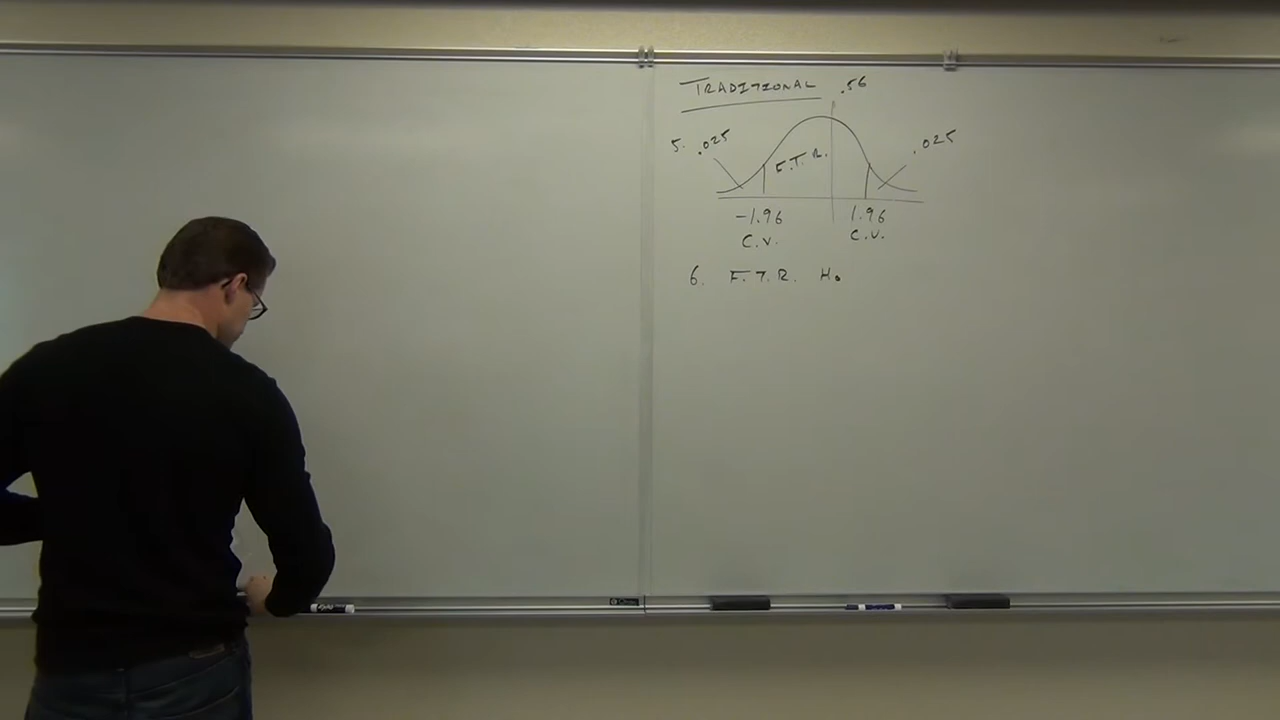 TRADITIONAL .56
5. .025 .025
F.T.R.
-1.96 1.96
C.V. C.V.
6. F.T.R. H₀